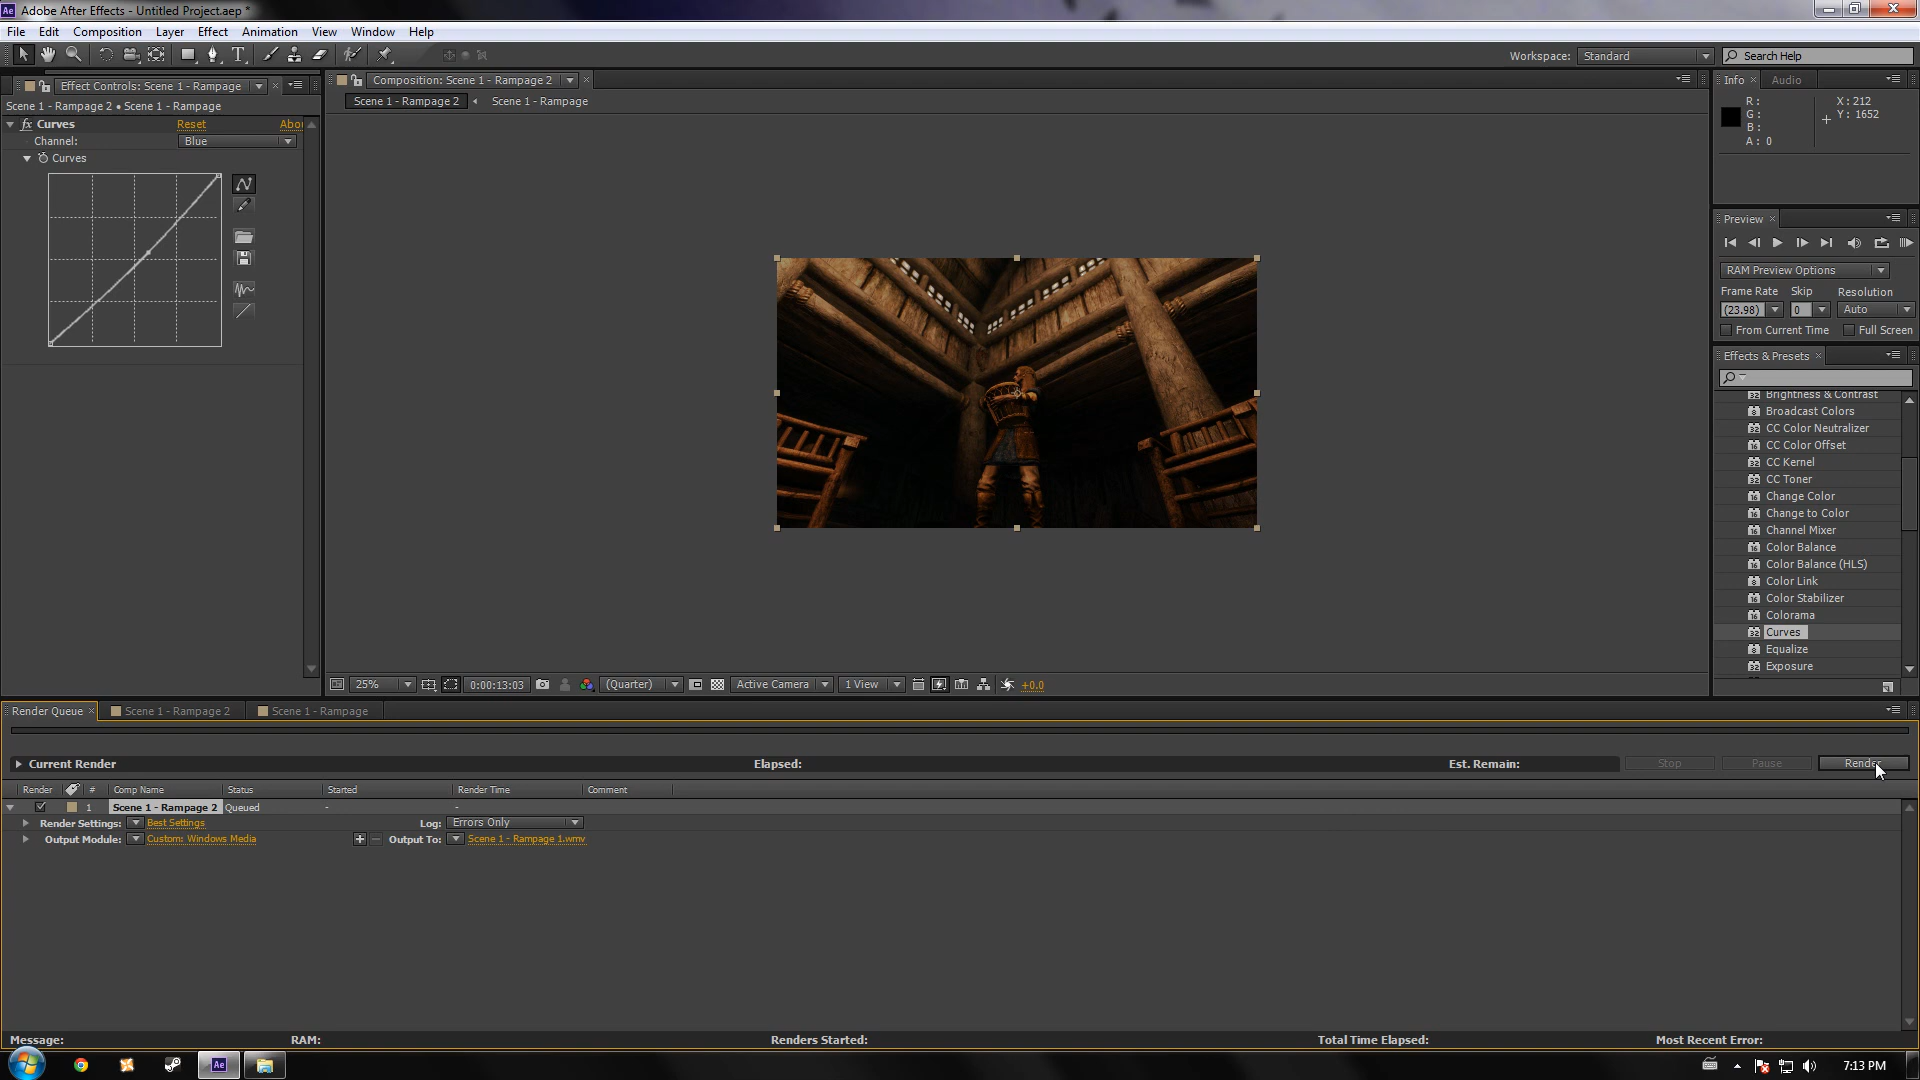 Ae Adobe After Effects - Untitled Project.aep *
File Edit Composition Layer Effect Animation View Window Help
Workspace: Standard Search Help
Effect Controls: Scene 1 - Rampage
Scene 1 - Rampage 2 • Scene 1 - Rampage
fx Curves Reset Abou
Channel: Blue
Curves
Composition: Scene 1 - Rampage 2
Scene 1 - Rampage 2 Scene 1 - Rampage
25% 0:00:13:03 (Quarter) Active Camera 1 View +0.0
Info Audio
R: X: 212
G: Y: 1652
B:
A: 0
Preview
RAM Preview Options
Frame Rate Skip Resolution
(23.98) 0 Auto
From Current Time Full Screen
Effects & Presets
Brightness & Contrast
Broadcast Colors
CC Color Neutralizer
CC Color Offset
CC Kernel
CC Toner
Change Color
Change to Color
Channel Mixer
Color Balance
Color Balance (HLS)
Color Link
Color Stabilizer
Colorama
Curves
Equalize
Exposure
Render Queue Scene 1 - Rampage 2 Scene 1 - Rampage
Current Render Elapsed: Est. Remain: Stop Pause Render
Render # Comp Name Status Started Render Time Comment
1 Scene 1 - Rampage 2 Queued - -
Render Settings: Best Settings Log: Errors Only
Output Module: Custom: Windows Media Output To: Scene 1 - Rampage 1.wmv
Message: RAM: Renders Started: Total Time Elapsed: Most Recent Error:
Ae 7:13 PM